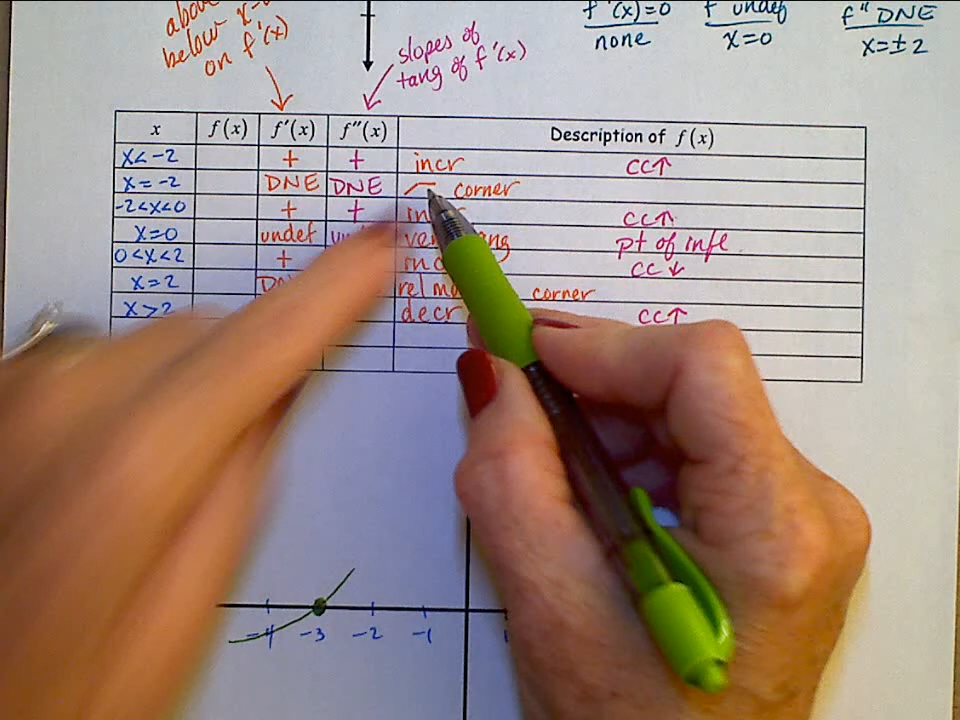 above
below x-
on f'(x)
slopes of
tang of f'(x)
f'(x)=0
none
f' undef
x=0
f" DNE
x=±2
x f(x) f'(x) f"(x) Description of f(x)
x<-2 + + incr CC↑
x=-2 DNE DNE corner
-2<x<0 + + CC↑
x=0 undef pt of infl
0<x<2 + CC↓
x=2 corner
x>2 decr CC↑
-4 -3 -2 -1